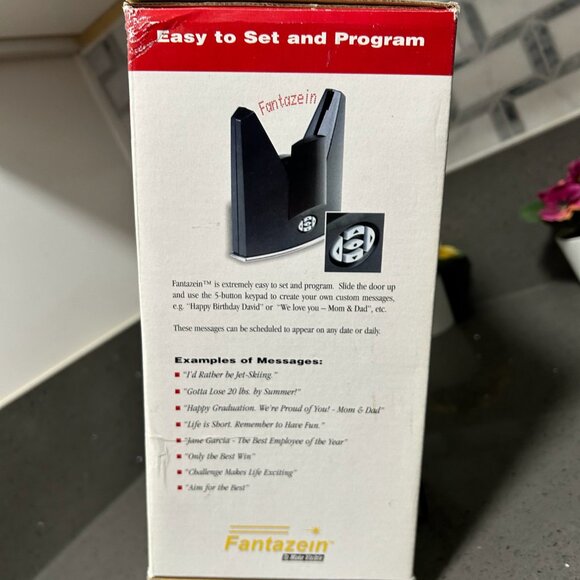 Easy to Set and Program
Fantazein
Fantazein™ is extremely easy to set and program. Slide the door up
and use the 5-button keypad to create your own custom messages,
e.g. "Happy Birthday David" or "We love you – Mom & Dad", etc.
These messages can be scheduled to appear on any date or daily.
Examples of Messages:
"I'd Rather be Jet-Skiing."
"Gotta Lose 20 lbs. by Summer!"
"Happy Graduation. We're Proud of You! - Mom & Dad"
"Life is Short. Remember to Have Fun."
"Jane Garcia - The Best Employee of the Year"
"Only the Best Win"
"Challenge Makes Life Exciting"
"Aim for the Best"
Fantazein™